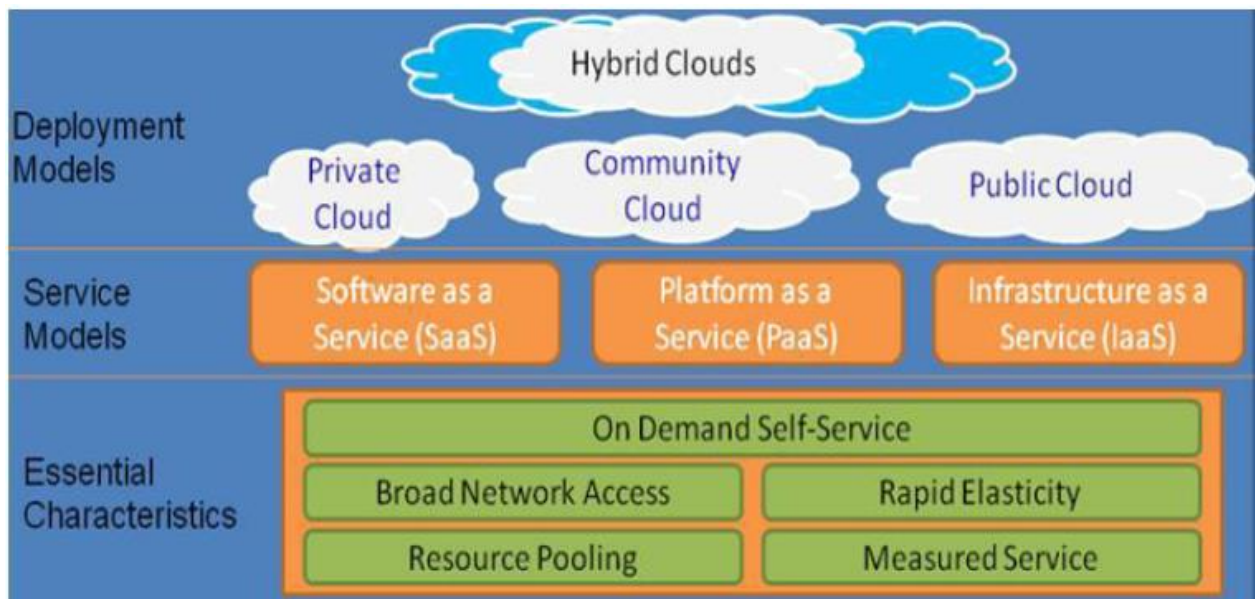 Hybrid Clouds
Deployment
Models
Private
Cloud
Community
Cloud
Public Cloud
Service
Models
Software as a
Service (SaaS)
Platform as a
Service (PaaS)
Infrastructure as a
Service (IaaS)
Essential
Characteristics
On Demand Self-Service
Broad Network Access
Rapid Elasticity
Resource Pooling
Measured Service